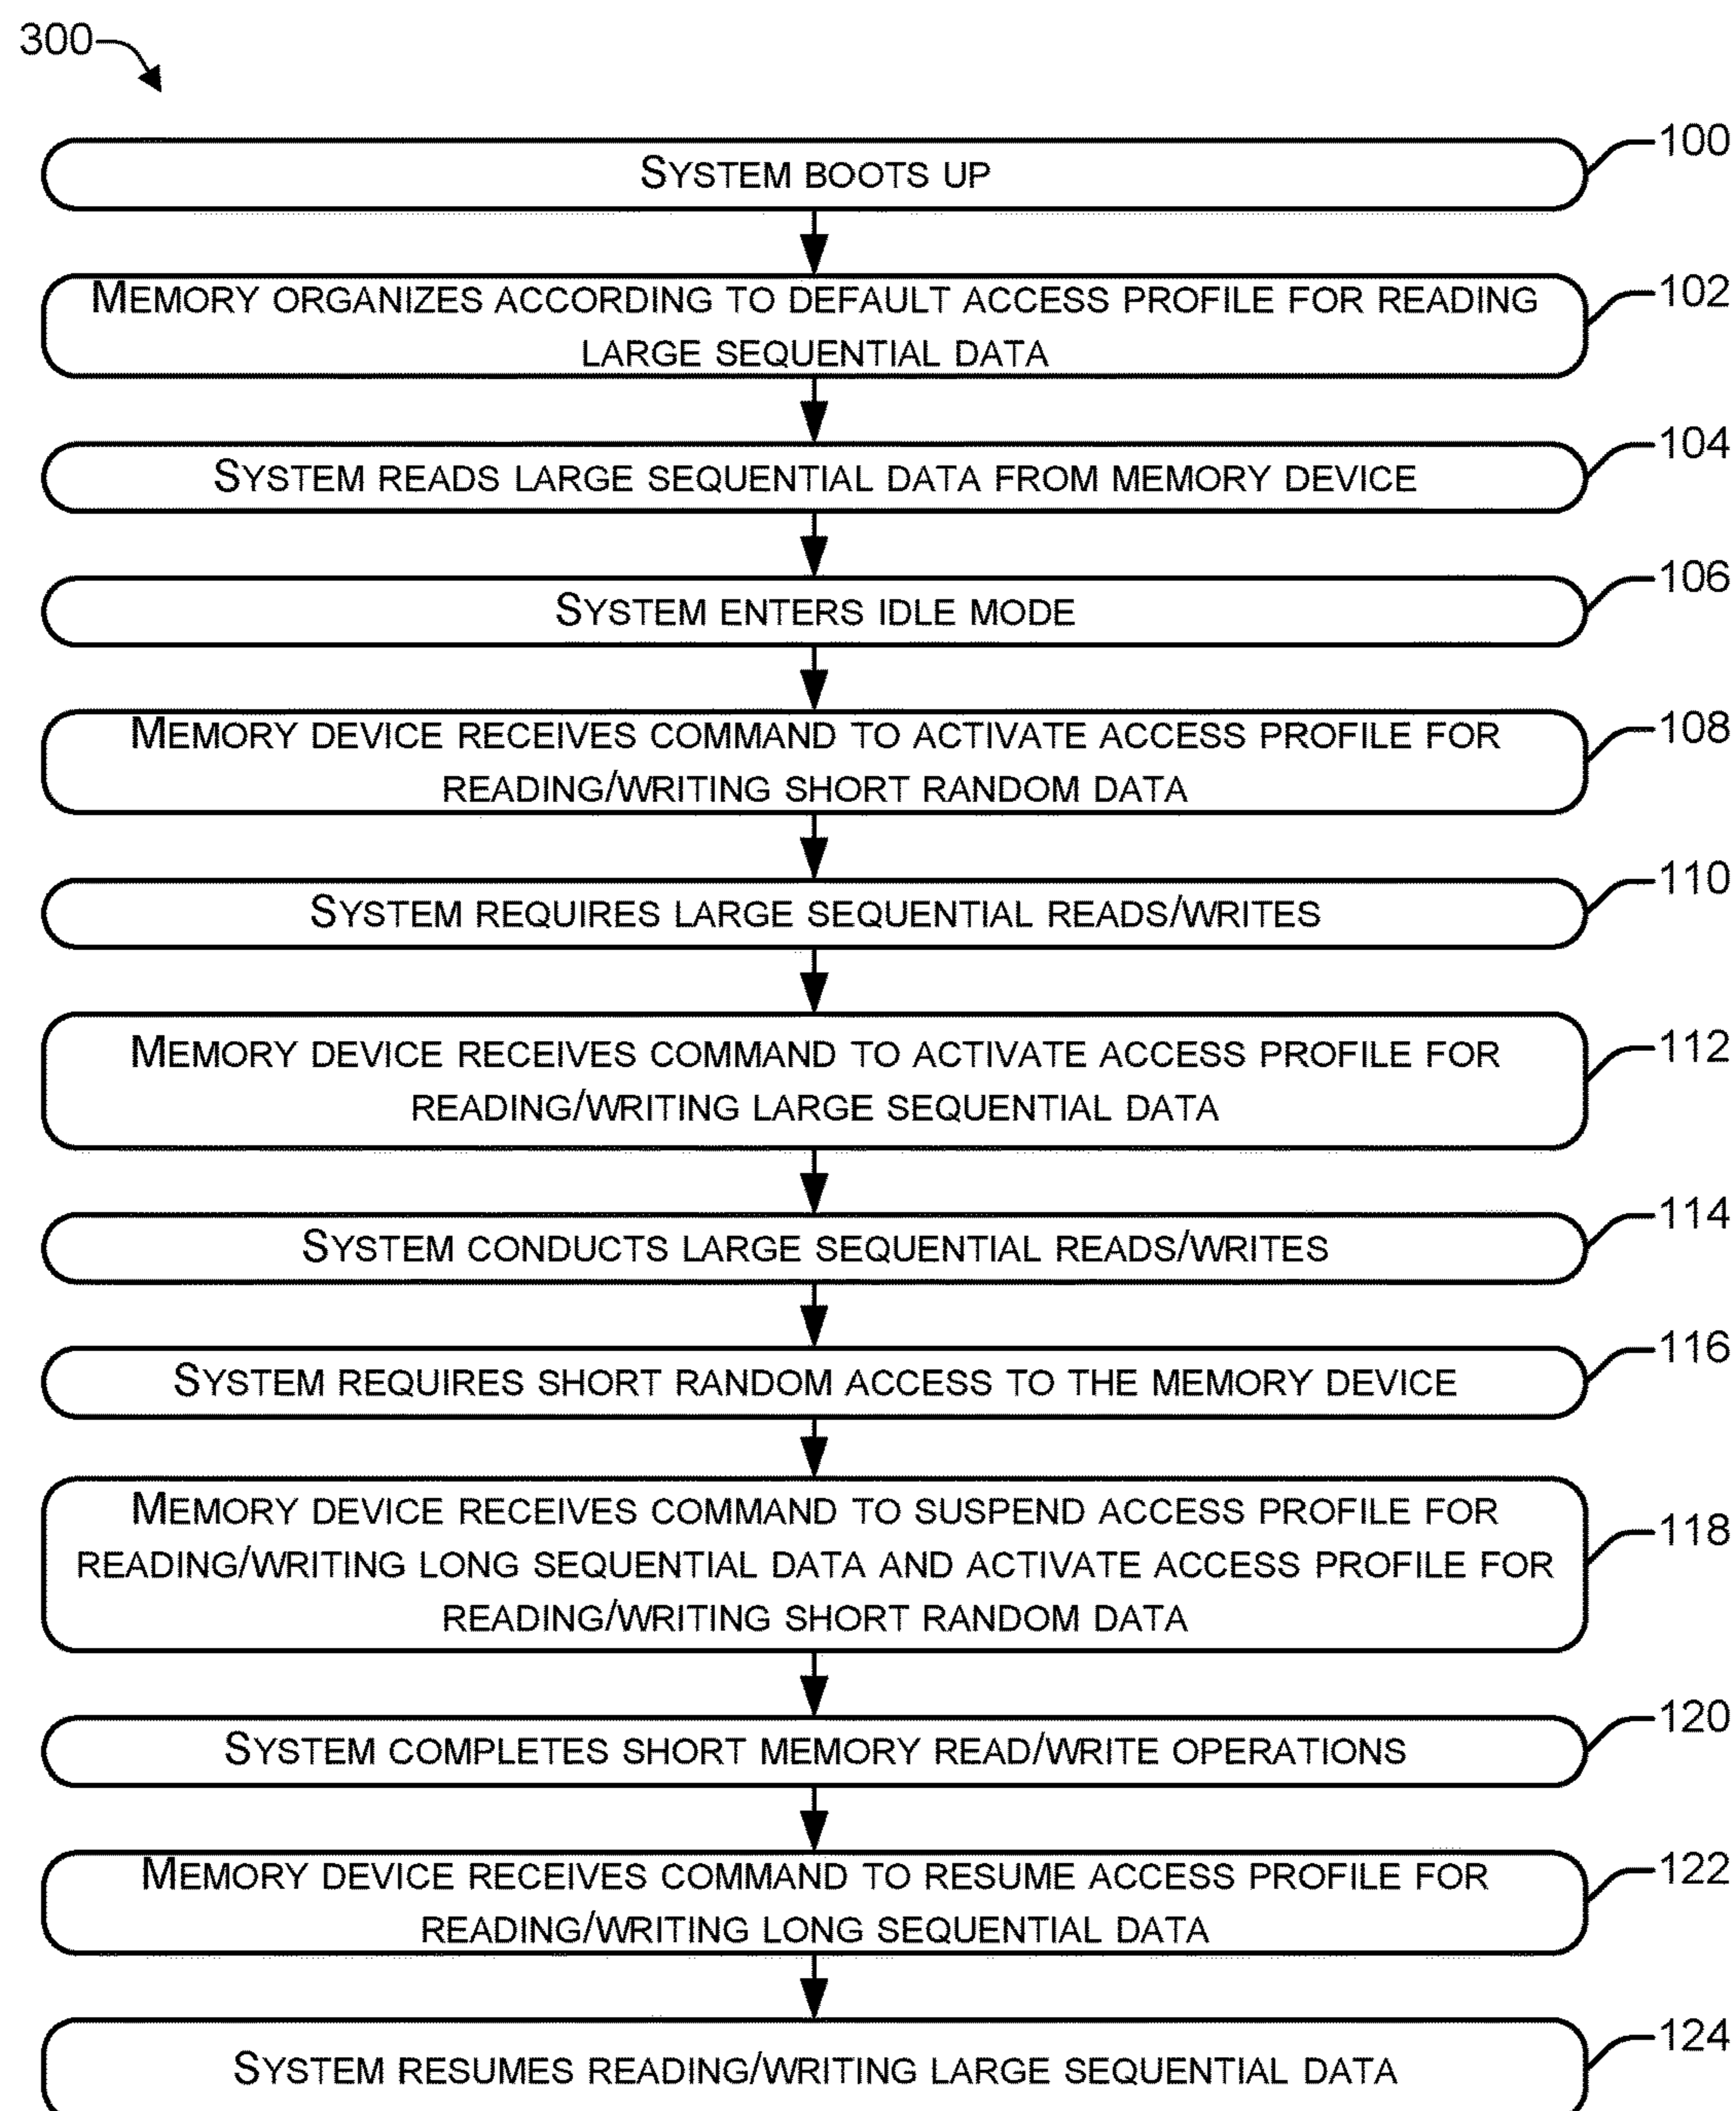 300
100
SYSTEM BOOTS UP
102
MEMORY ORGANIZES ACCORDING TO DEFAULT ACCESS PROFILE FOR READING
LARGE SEQUENTIAL DATA
104
SYSTEM READS LARGE SEQUENTIAL DATA FROM MEMORY DEVICE
106
SYSTEM ENTERS IDLE MODE
108
MEMORY DEVICE RECEIVES COMMAND TO ACTIVATE ACCESS PROFILE FOR
READING/WRITING SHORT RANDOM DATA
110
SYSTEM REQUIRES LARGE SEQUENTIAL READS/WRITES
112
MEMORY DEVICE RECEIVES COMMAND TO ACTIVATE ACCESS PROFILE FOR
READING/WRITING LARGE SEQUENTIAL DATA
114
SYSTEM CONDUCTS LARGE SEQUENTIAL READS/WRITES
116
SYSTEM REQUIRES SHORT RANDOM ACCESS TO THE MEMORY DEVICE
118
MEMORY DEVICE RECEIVES COMMAND TO SUSPEND ACCESS PROFILE FOR
READING/WRITING LONG SEQUENTIAL DATA AND ACTIVATE ACCESS PROFILE FOR
READING/WRITING SHORT RANDOM DATA
120
SYSTEM COMPLETES SHORT MEMORY READ/WRITE OPERATIONS
122
MEMORY DEVICE RECEIVES COMMAND TO RESUME ACCESS PROFILE FOR
READING/WRITING LONG SEQUENTIAL DATA
124
SYSTEM RESUMES READING/WRITING LARGE SEQUENTIAL DATA